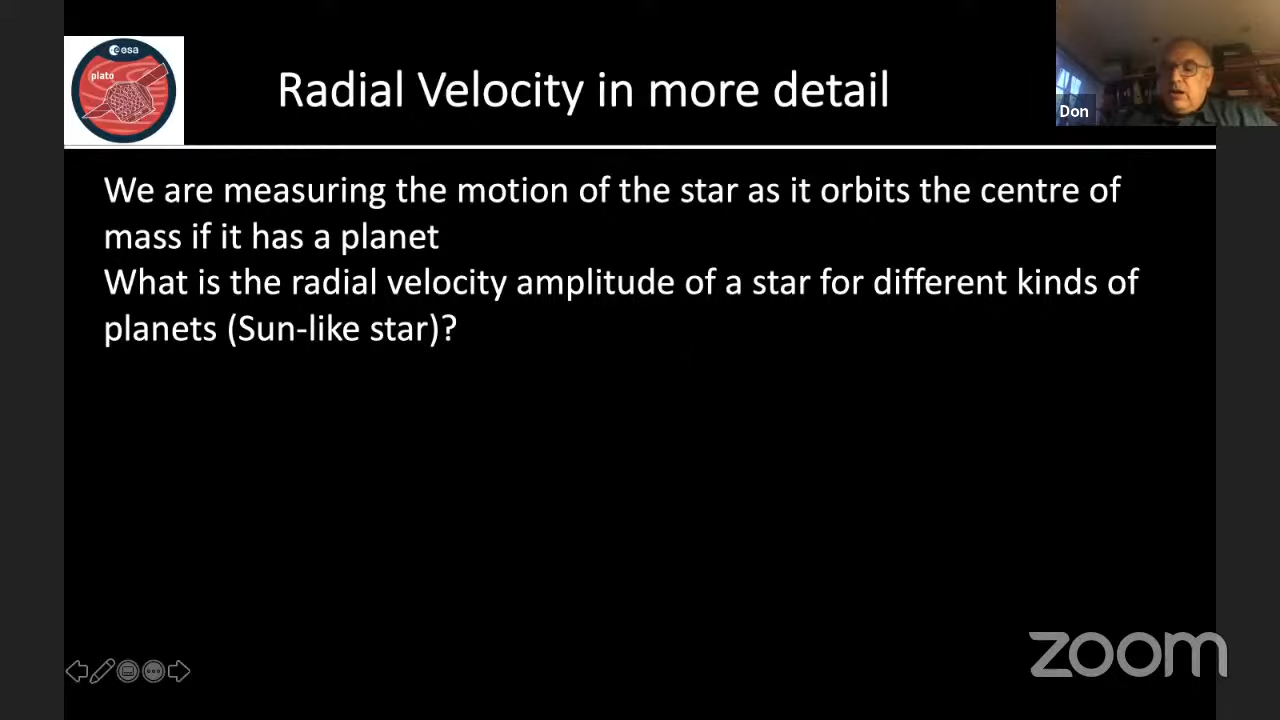 esa
plato
Radial Velocity in more detail
Don
We are measuring the motion of the star as it orbits the centre of
mass if it has a planet
What is the radial velocity amplitude of a star for different kinds of
planets (Sun-like star)?
zoom